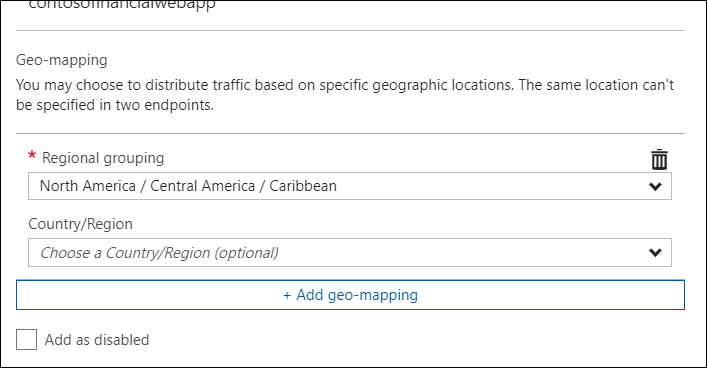 contosofinancialwebapp
Geo-mapping
You may choose to distribute traffic based on specific geographic locations. The same location can't
be specified in two endpoints.
* Regional grouping
North America / Central America / Caribbean
Country/Region
Choose a Country/Region (optional)
+ Add geo-mapping
Add as disabled